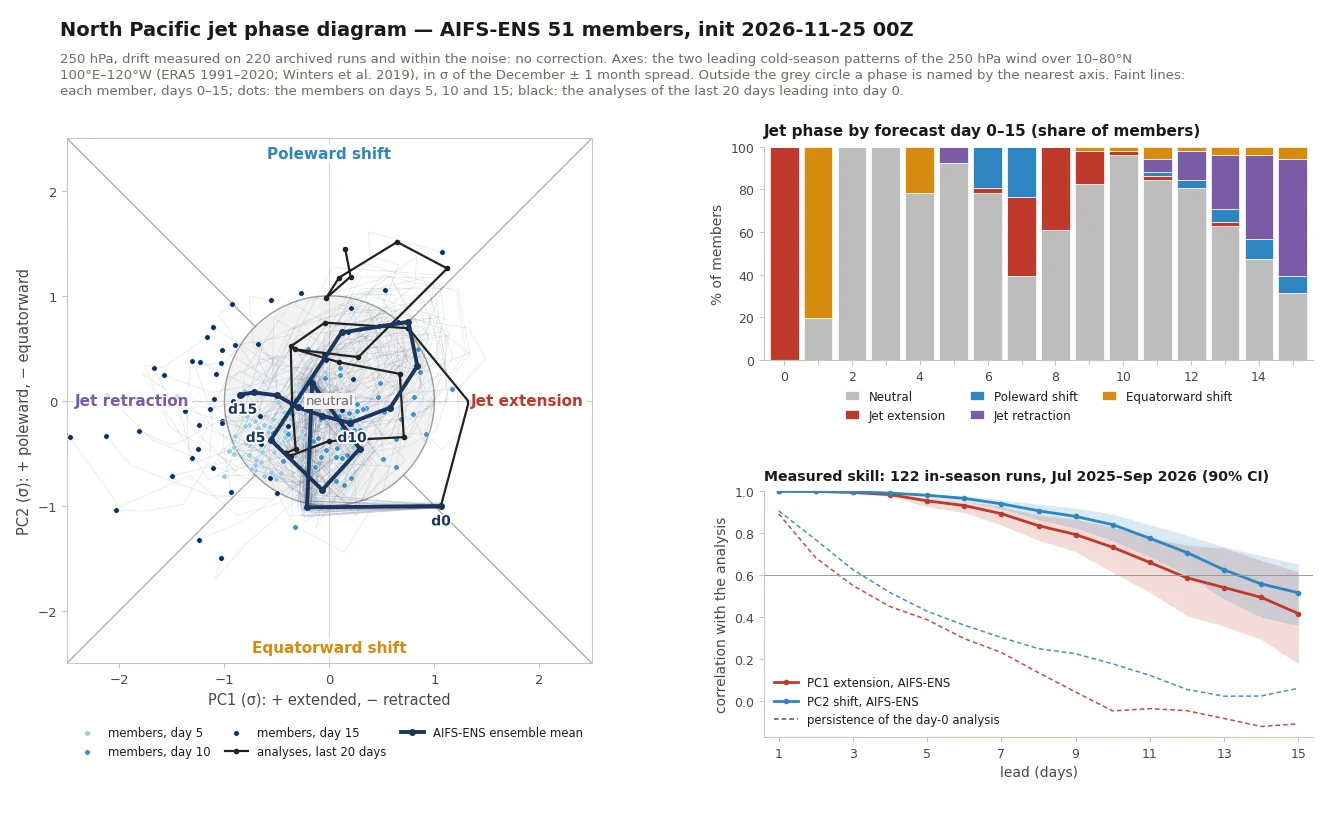 North Pacific jet phase diagram — AIFS-ENS 51 members, init 2026-11-25 00Z
250 hPa, drift measured on 220 archived runs and within the noise: no correction. Axes: the two leading cold-season patterns of the 250 hPa wind over 10–80°N
100°E–120°W (ERA5 1991–2020; Winters et al. 2019), in σ of the December ± 1 month spread. Outside the grey circle a phase is named by the nearest axis. Faint lines:
each member, days 0–15; dots: the members on days 5, 10 and 15; black: the analyses of the last 20 days leading into day 0.
Poleward shift
Jet retraction
neutral
Jet extension
d15
d5
d10
d0
Equatorward shift
2
1
0
−1
−2
PC2 (σ): + poleward, − equatorward
−2
−1
0
1
2
PC1 (σ): + extended, − retracted
members, day 5
members, day 10
members, day 15
analyses, last 20 days
AIFS-ENS ensemble mean
Jet phase by forecast day 0–15 (share of members)
100
80
60
40
20
0
% of members
0
2
4
6
8
10
12
14
Neutral
Jet extension
Poleward shift
Jet retraction
Equatorward shift
Measured skill: 122 in-season runs, Jul 2025–Sep 2026 (90% CI)
1.0
0.8
0.6
0.4
0.2
0.0
correlation with the analysis
PC1 extension, AIFS-ENS
PC2 shift, AIFS-ENS
persistence of the day-0 analysis
1
3
5
7
9
11
13
15
lead (days)